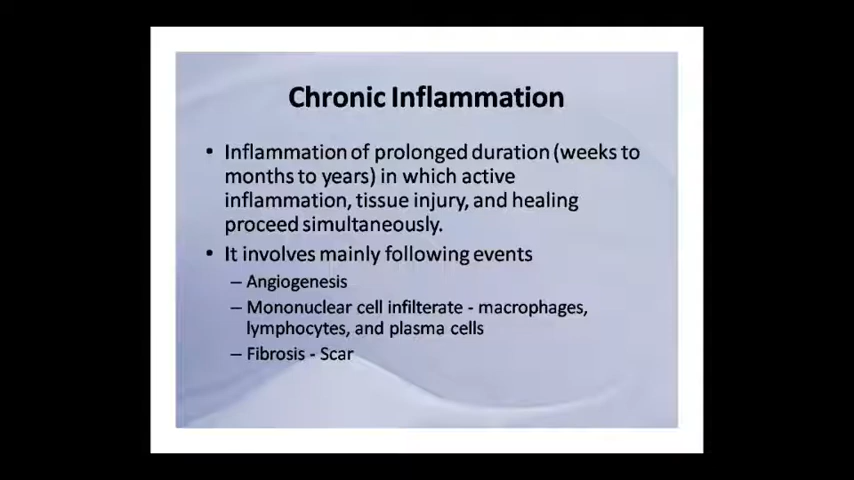 Chronic Inflammation
• Inflammation of prolonged duration (weeks to
months to years) in which active
inflammation, tissue injury, and healing
proceed simultaneously.
• It involves mainly following events
– Angiogenesis
– Mononuclear cell infilterate - macrophages,
lymphocytes, and plasma cells
– Fibrosis - Scar